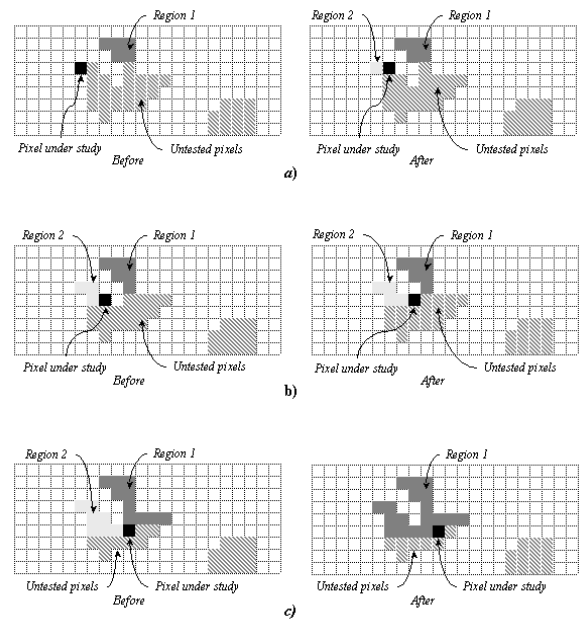 Region 1
Region 2
Region 1
Pixel under study
Untested pixels
Before
Pixel under study
Untested pixels
After
a)
Region 2
Region 1
Region 2
Region 1
Pixel under study
Untested pixels
Before
Pixel under study
Untested pixels
After
b)
Region 2
Region 1
Region 1
Untested pixels
Pixel under study
Before
Untested pixels
Pixel under study
After
c)